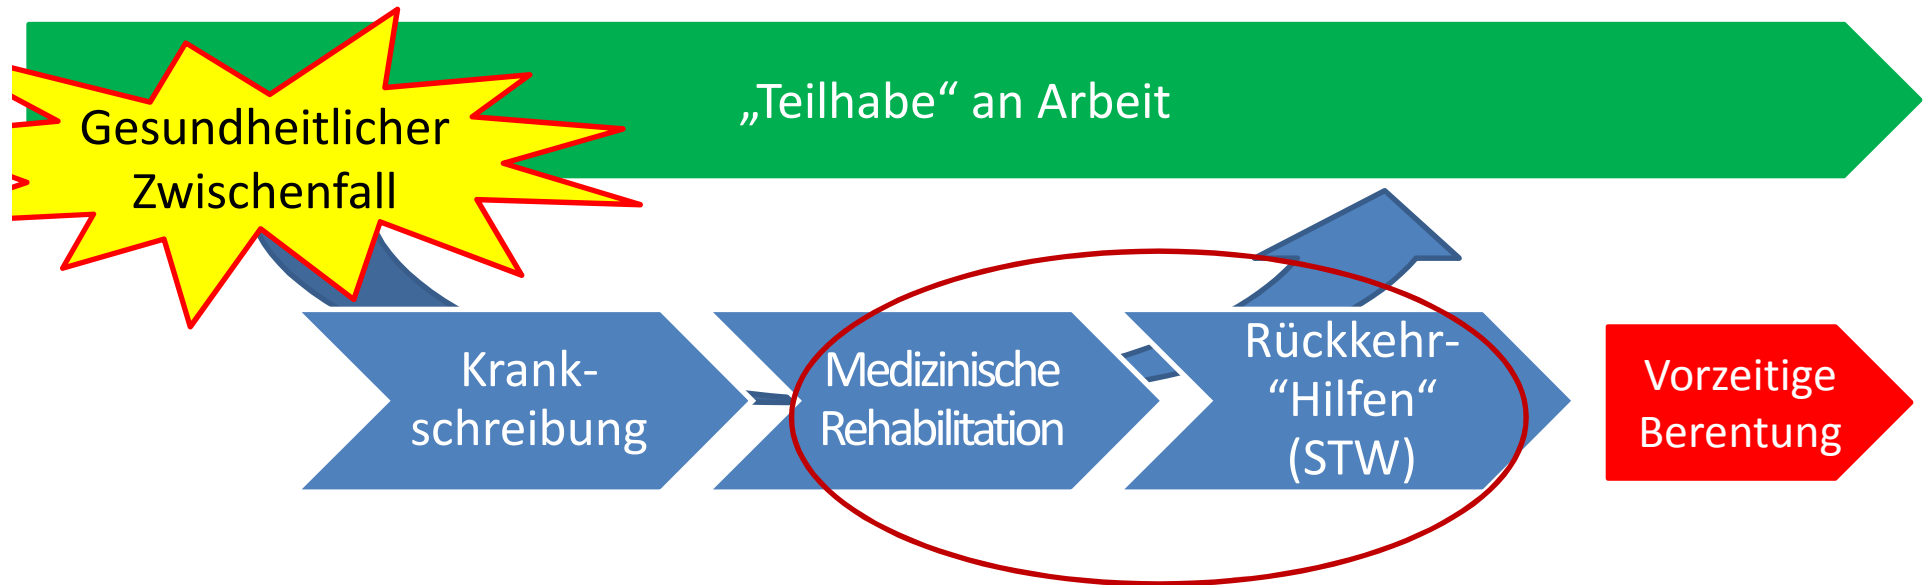 „Teilhabe“ an Arbeit
Gesundheitlicher
Zwischenfall
Krank-
schreibung
Medizinische
Rehabilitation
Rückkehr-
“Hilfen“
(STW)
Vorzeitige
Berentung